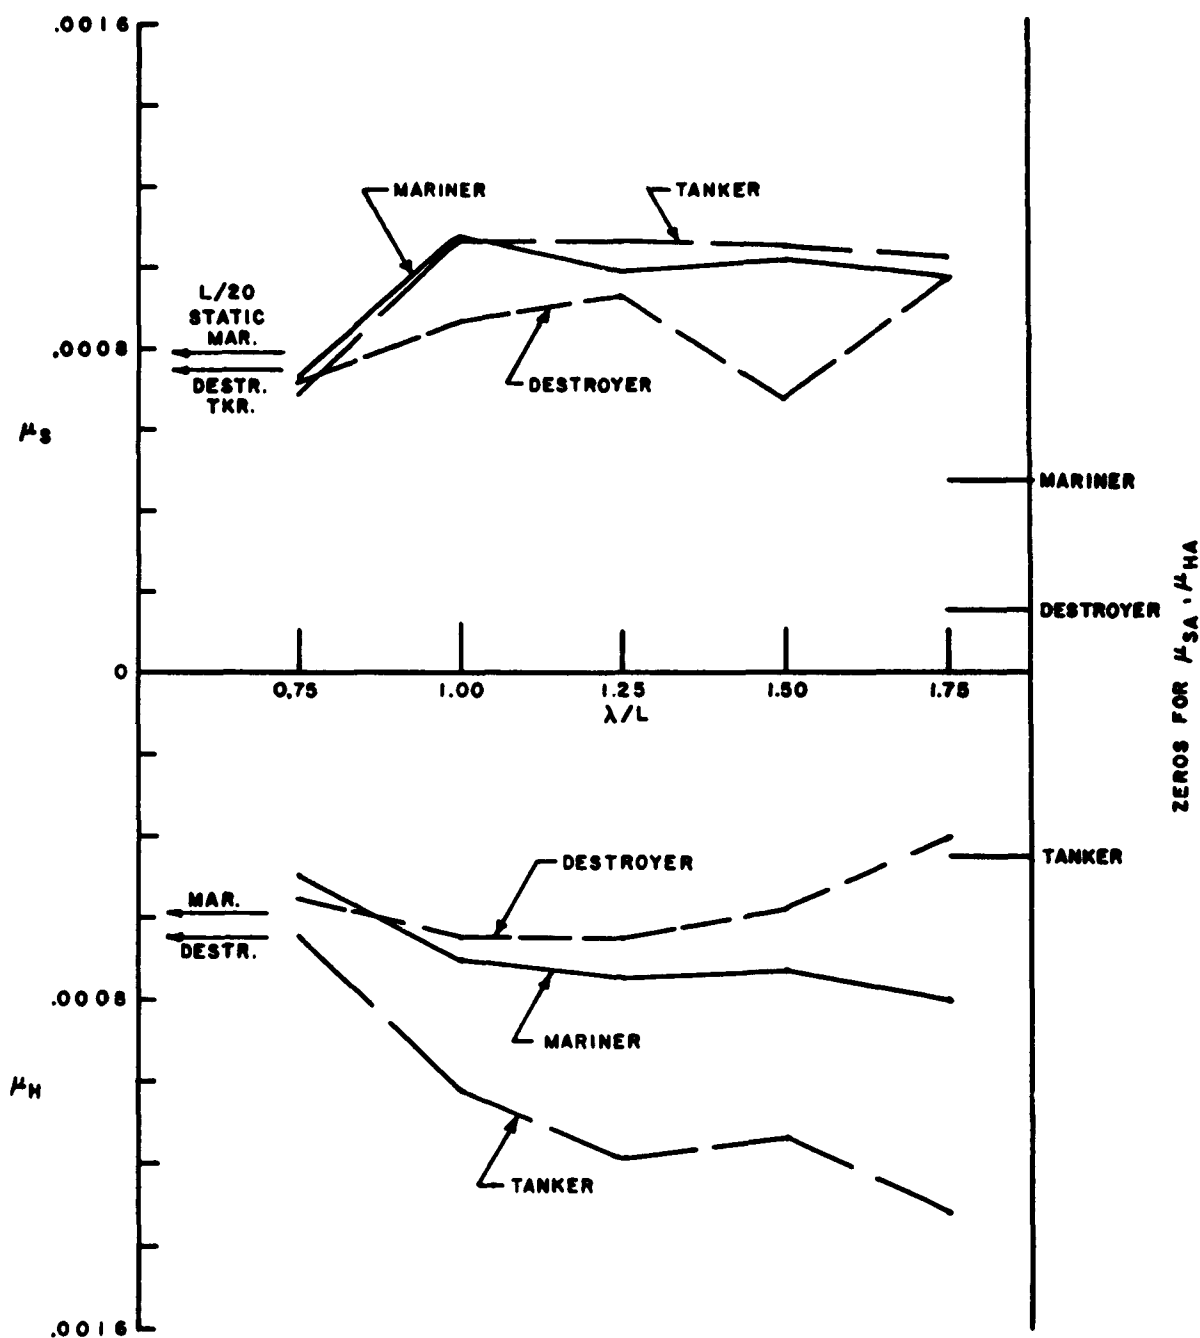 .0016
MARINER
TANKER
L/20
STATIC
MAR.
.0008
DESTR.
TKR.
DESTROYER
μS
MARINER
DESTROYER
0
0.75
1.00
1.25
1.50
1.75
λ/L
ZEROS FOR μSA , μHA
DESTROYER
TANKER
MAR.
DESTR.
.0008
MARINER
μH
TANKER
.0016